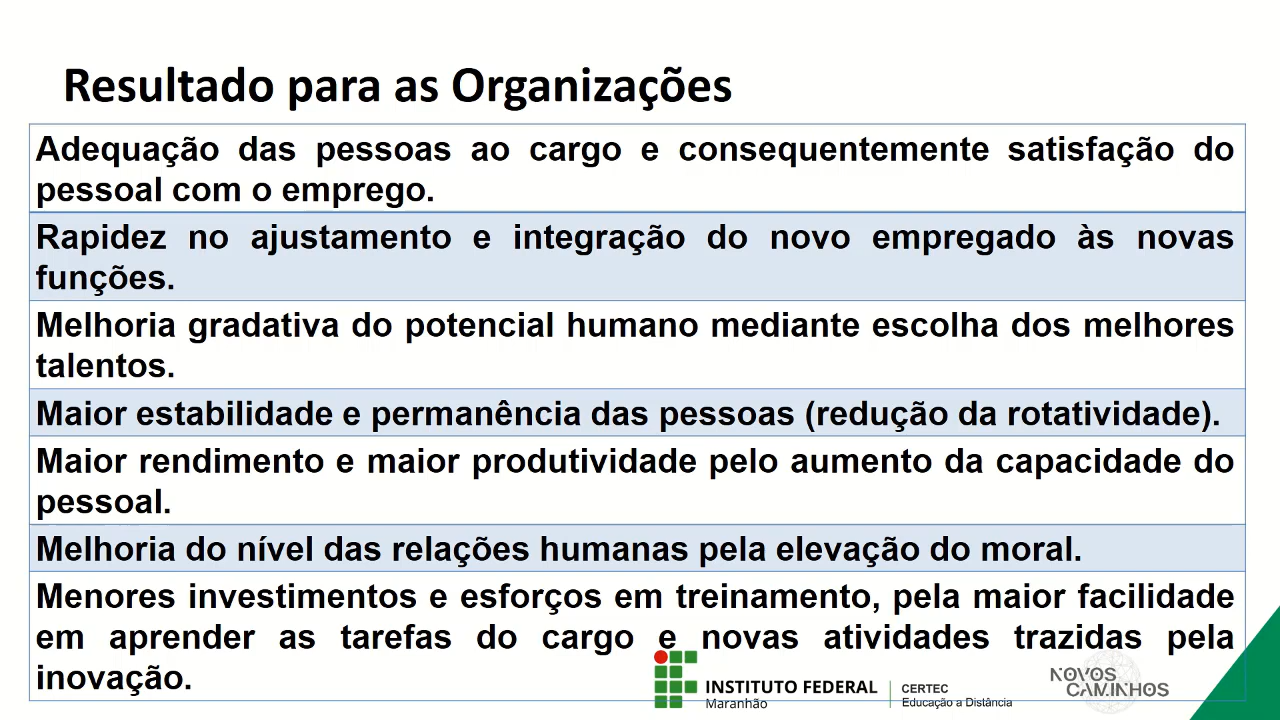 Resultado para as Organizações
Adequação das pessoas ao cargo e consequentemente satisfação do
pessoal com o emprego.
Rapidez no ajustamento e integração do novo empregado às novas
funções.
Melhoria gradativa do potencial humano mediante escolha dos melhores
talentos.
Maior estabilidade e permanência das pessoas (redução da rotatividade).
Maior rendimento e maior produtividade pelo aumento da capacidade do
pessoal.
Melhoria do nível das relações humanas pela elevação do moral.
Menores investimentos e esforços em treinamento, pela maior facilidade
em aprender as tarefas do cargo e novas atividades trazidas pela
inovação.
INSTITUTO FEDERAL
Maranhão
CERTEC
Educação a Distância
NOVOS
CAMINHOS